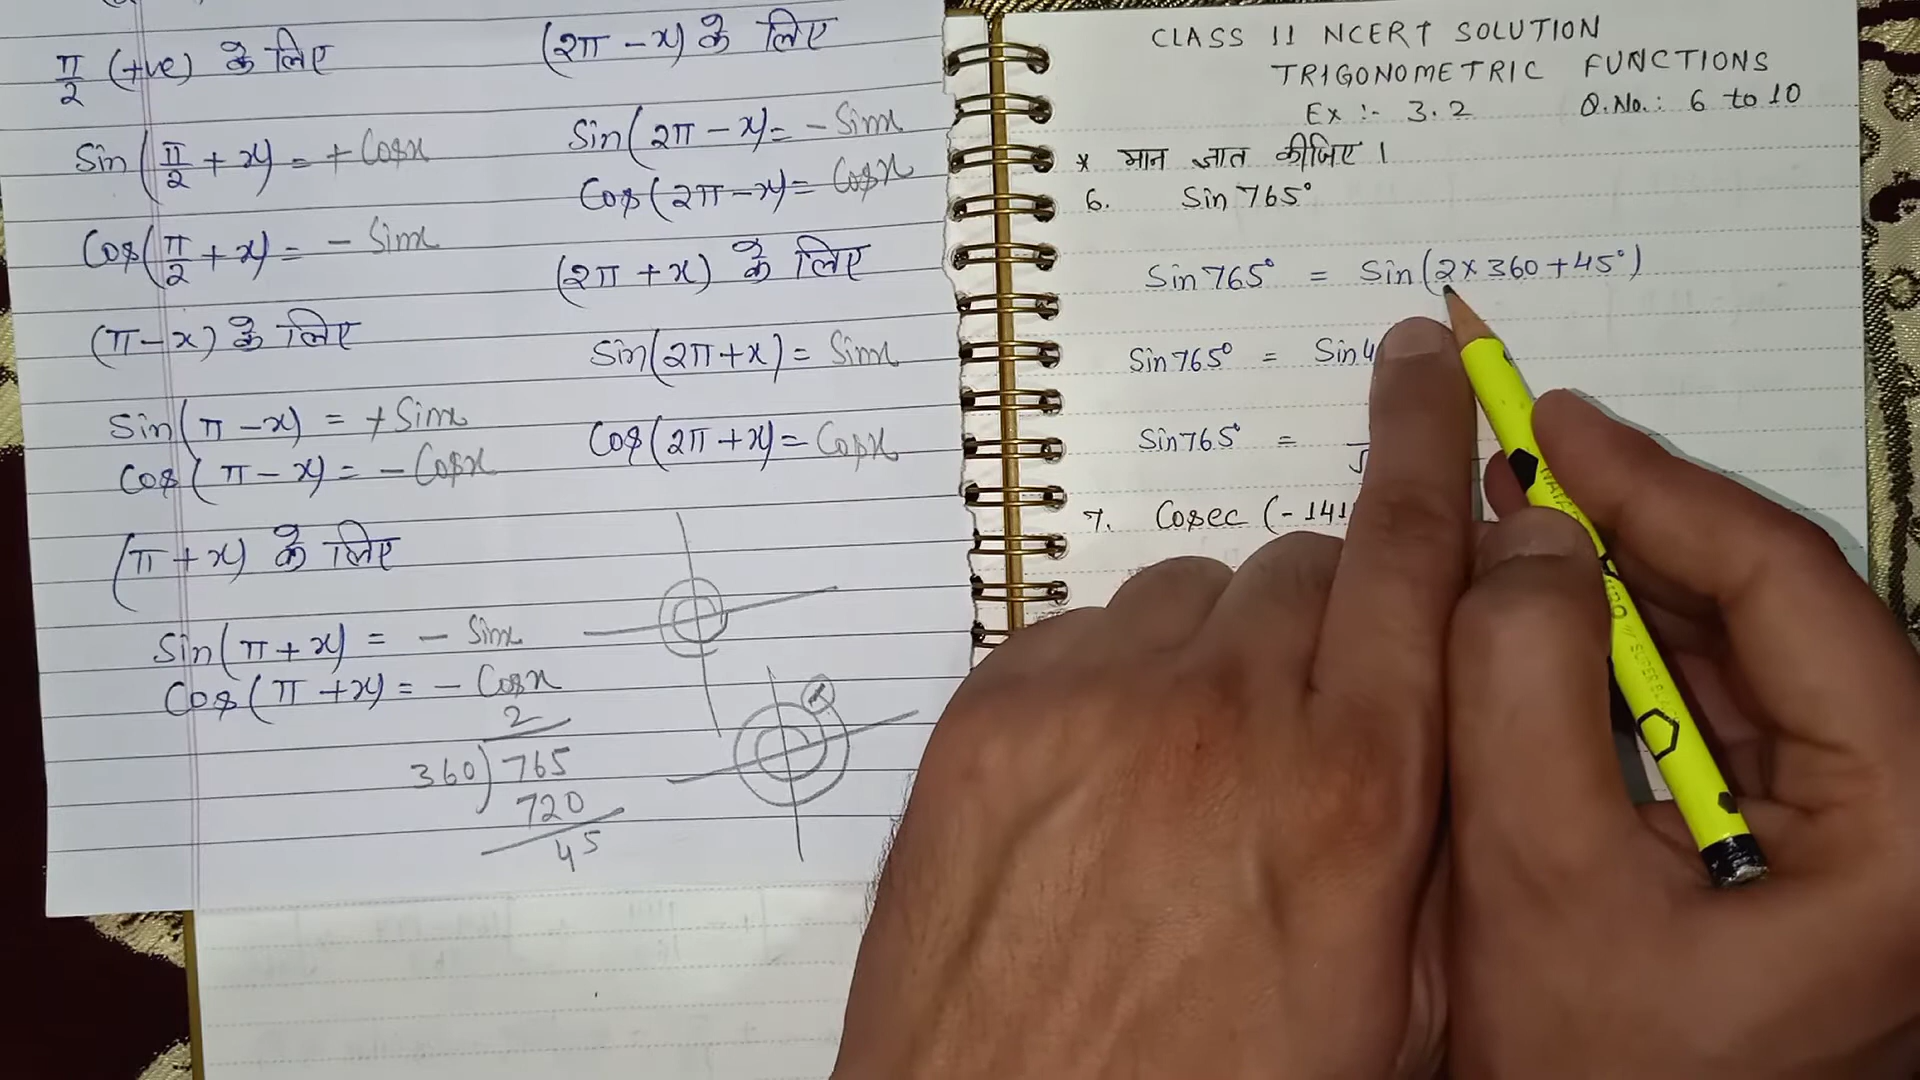 π/2 (+ve) के लिए
Sin(π/2 + x) = + Cosx
Cos(π/2 + x) = - Sinx
(π - x) के लिए
Sin(π - x) = + Sinx
Cos(π - x) = - Cosx
(π + x) के लिए
Sin(π + x) = - Sinx
Cos(π + x) = - Cosx
2
360) 765
720
45
(2π - x) के लिए
Sin(2π - x) = - Sinx
Cos(2π - x) = Cosx
(2π + x) के लिए
Sin(2π + x) = Sinx
Cos(2π + x) = Cosx
CLASS 11 NCERT SOLUTION
TRIGONOMETRIC FUNCTIONS
Ex :- 3.2 Q.No.: 6 to 10
* मान ज्ञात कीजिए।
6. Sin 765°
Sin 765° = Sin (2 x 360 + 45°)
Sin 765° = Sin 4
Sin 765° =
7. Cosec (-141